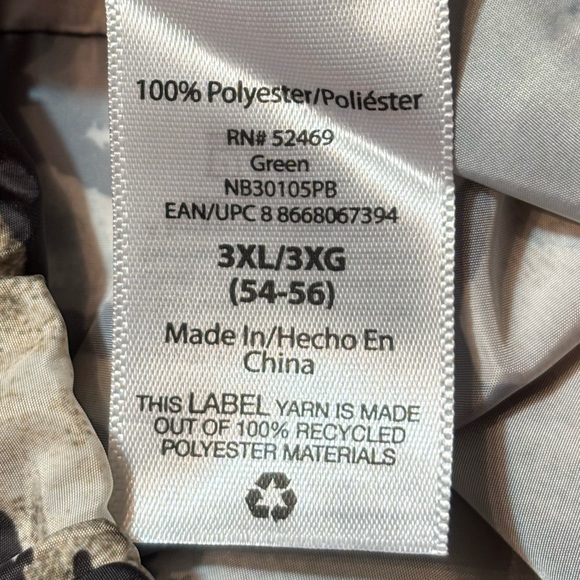 100% Polyester/Poliéster
RN# 52469
Green
NB30105PB
EAN/UPC 8 8668067394
3XL/3XG
(54-56)
Made In/Hecho En
China
THIS LABEL YARN IS MADE
OUT OF 100% RECYCLED
POLYESTER MATERIALS